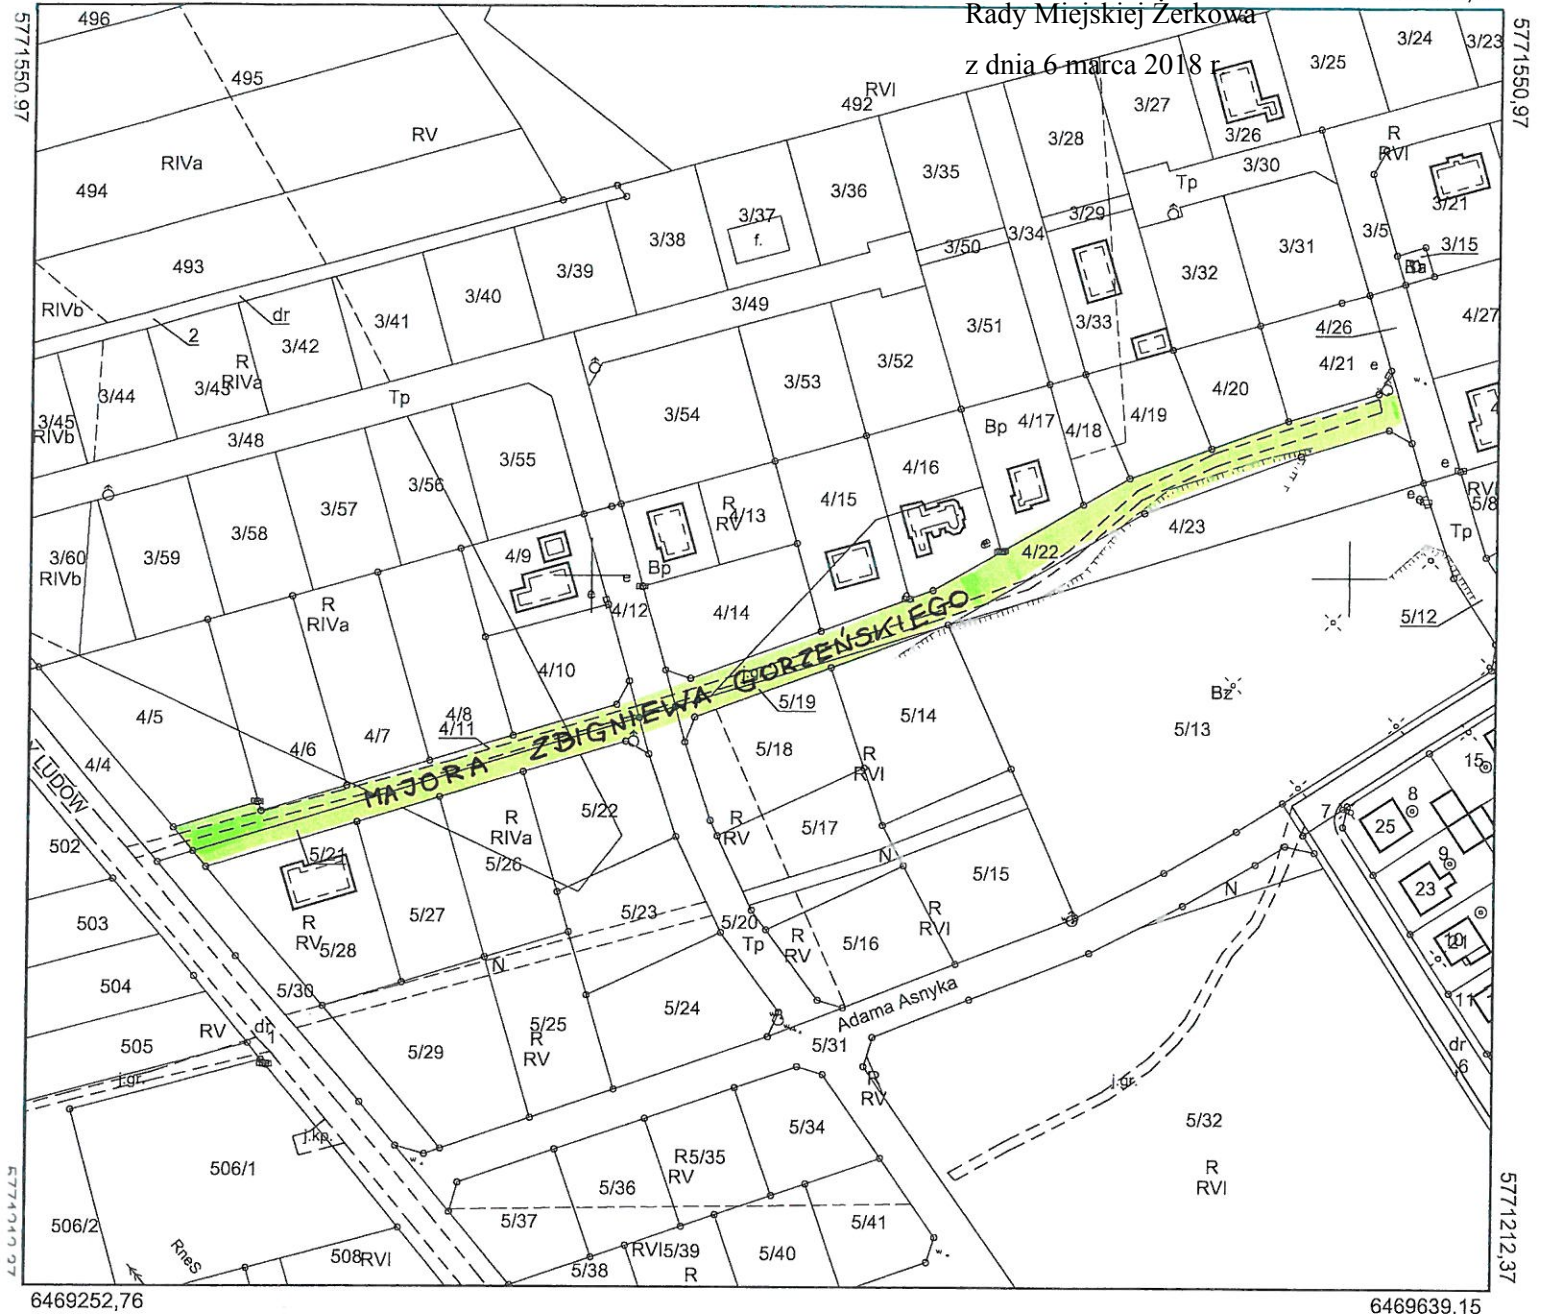 Rady Miejskiej Żerkowa
z dnia 6 marca 2018 r.
5771550,97
5771550,97
496
495
494
493
RIVa
RV
RIVb
492
RVI
3/23
3/24
3/25
3/26
3/27
3/28
3/29
3/30
3/31
3/32
3/33
3/34
3/35
3/36
3/37
f.
3/38
3/39
3/40
3/41
3/42
3/43
R
RIVa
3/44
3/45
RIVb
2
dr
Tp
3/48
3/49
3/50
3/51
3/52
3/53
3/54
3/55
3/56
3/57
3/58
3/59
3/60
RIVb
Tp
R
RVI
3/21
3/5
3/15
4/27
4/26
4/21
e
4/20
4/19
4/18
4/17
Bp
4/16
4/15
4/13
R
RV
4/14
Bp
e
4/12
4/9
4/10
R
RIVa
4/5
4/6
4/7
4/8
4/11
4/4
4/22
4/23
MAJORA ZBIGNIEWA GORZEŃSKIEGO
5/19
5/8
Tp
5/12
Bz
5/13
5/14
5/18
R
RVI
5/17
R
RV
N
5/15
5/16
R
RVI
R
RV
5/20
Tp
5/21
5/22
R
RIVa
5/26
5/27
5/23
R
RV
5/28
N
5/30
5/24
5/25
R
RV
5/29
Adama Asnyka
5/31
R
RV
LUDÓW
502
503
504
505
RV
dr
1
j.gr.
j.kp.
506/1
506/2
508
RVI
RneS
5/34
5/35
R
RV
5/36
5/37
5/38
5/39
RVI
R
5/40
5/41
5/32
R
RVI
j.gr.
N
7
8
25
15
9
23
10
21
11
dr
6
5771212,37
6469252,76
6469639.15